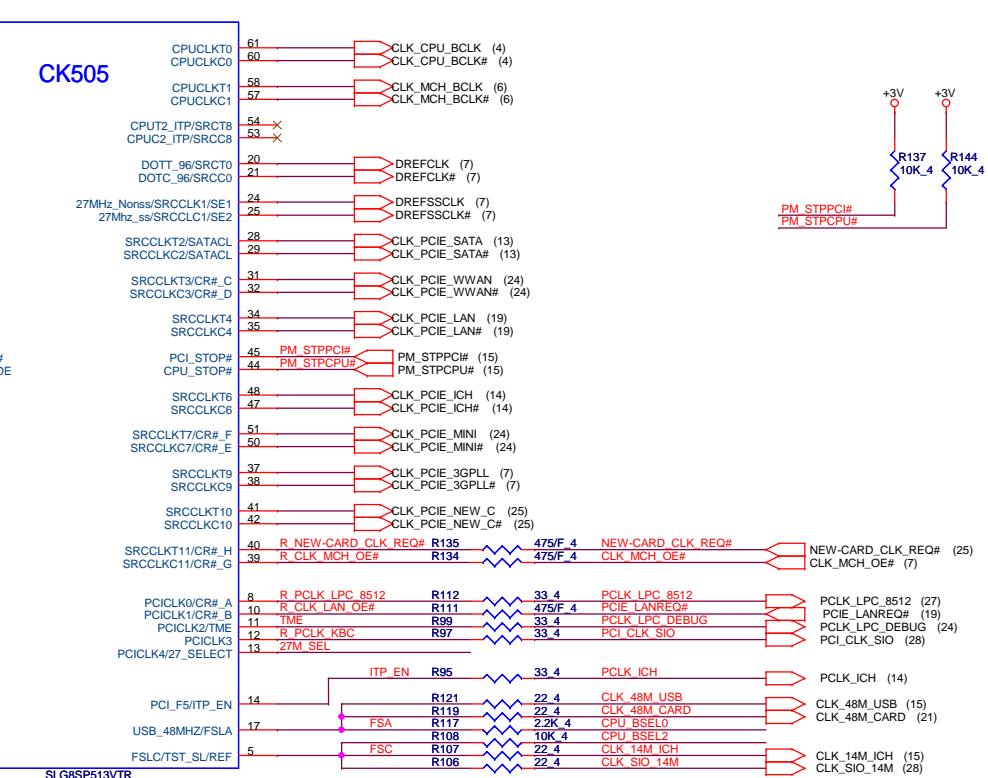 CK505
CPUCLKT0 61 CLK_CPU_BCLK (4)
CPUCLKC0 60 CLK_CPU_BCLK# (4)
CPUCLKT1 58 CLK_MCH_BCLK (6)
CPUCLKC1 57 CLK_MCH_BCLK# (6)
+3V +3V
CPUT2_ITP/SRCT8 54
CPUC2_ITP/SRCC8 53
R137 R144
10K_4 10K_4
DOTT_96/SRCT0 20 DREFCLK (7)
DOTC_96/SRCC0 21 DREFCLK# (7)
27MHz_Nonss/SRCCLK1/SE1 24 DREFSSCLK (7)
27Mhz_ss/SRCCLC1/SE2 25 DREFSSCLK# (7)
PM_STPPCI#
PM_STPCPU#
SRCCLKT2/SATACL 28 CLK_PCIE_SATA (13)
SRCCLKC2/SATACL 29 CLK_PCIE_SATA# (13)
SRCCLKT3/CR#_C 31 CLK_PCIE_WWAN (24)
SRCCLKC3/CR#_D 32 CLK_PCIE_WWAN# (24)
SRCCLKT4 34 CLK_PCIE_LAN (19)
SRCCLKC4 35 CLK_PCIE_LAN# (19)
# PCI_STOP# 45 PM_STPPCI# PM_STPPCI# (15)
OE CPU_STOP# 44 PM_STPCPU# PM_STPCPU# (15)
SRCCLKT6 48 CLK_PCIE_ICH (14)
SRCCLKC6 47 CLK_PCIE_ICH# (14)
SRCCLKT7/CR#_F 51 CLK_PCIE_MINI (24)
SRCCLKC7/CR#_E 50 CLK_PCIE_MINI# (24)
SRCCLKT9 37 CLK_PCIE_3GPLL (7)
SRCCLKC9 38 CLK_PCIE_3GPLL# (7)
SRCCLKT10 41 CLK_PCIE_NEW_C (25)
SRCCLKC10 42 CLK_PCIE_NEW_C# (25)
SRCCLKT11/CR#_H 40 R_NEW-CARD_CLK_REQ# R135 475/F_4 NEW-CARD_CLK_REQ# NEW-CARD_CLK_REQ# (25)
SRCCLKC11/CR#_G 39 R_CLK_MCH_OE# R134 475/F_4 CLK_MCH_OE# CLK_MCH_OE# (7)
PCICLK0/CR#_A 8 R_PCLK_LPC_8512 R112 33_4 PCLK_LPC_8512 PCLK_LPC_8512 (27)
PCICLK1/CR#_B 10 R_CLK_LAN_OE# R111 475/F_4 PCIE_LANREQ# PCIE_LANREQ# (19)
PCICLK2/TME 11 TME R99 33_4 PCLK_LPC_DEBUG PCLK_LPC_DEBUG (24)
PCICLK3 12 R_PCLK_KBC R97 33_4 PCI_CLK_SIO PCI_CLK_SIO (28)
PCICLK4/27_SELECT 13 27M_SEL
ITP_EN R95 33_4 PCLK_ICH PCLK_ICH (14)
PCI_F5/ITP_EN 14 R121 22_4 CLK_48M_USB CLK_48M_USB (15)
R119 22_4 CLK_48M_CARD CLK_48M_CARD (21)
USB_48MHZ/FSLA 17 FSA R117 2.2K_4 CPU_BSEL0
R108 10K_4 CPU_BSEL2
FSLC/TST_SL/REF 5 FSC R107 22_4 CLK_14M_ICH CLK_14M_ICH (15)
R106 22_4 CLK_SIO_14M CLK_SIO_14M (28)
SLG8SP513VTR